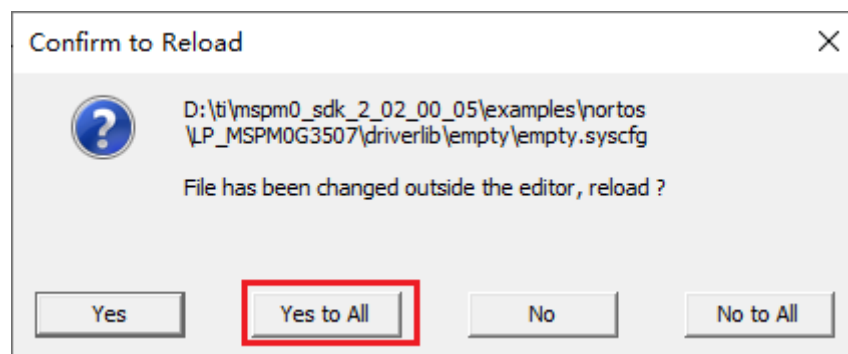 Confirm to Reload
D:\ti\mspm0_sdk_2_02_00_05\examples\nortos
\LP_MSPM0G3507\driverlib\empty\empty.syscfg
File has been changed outside the editor, reload ?
Yes
Yes to All
No
No to All